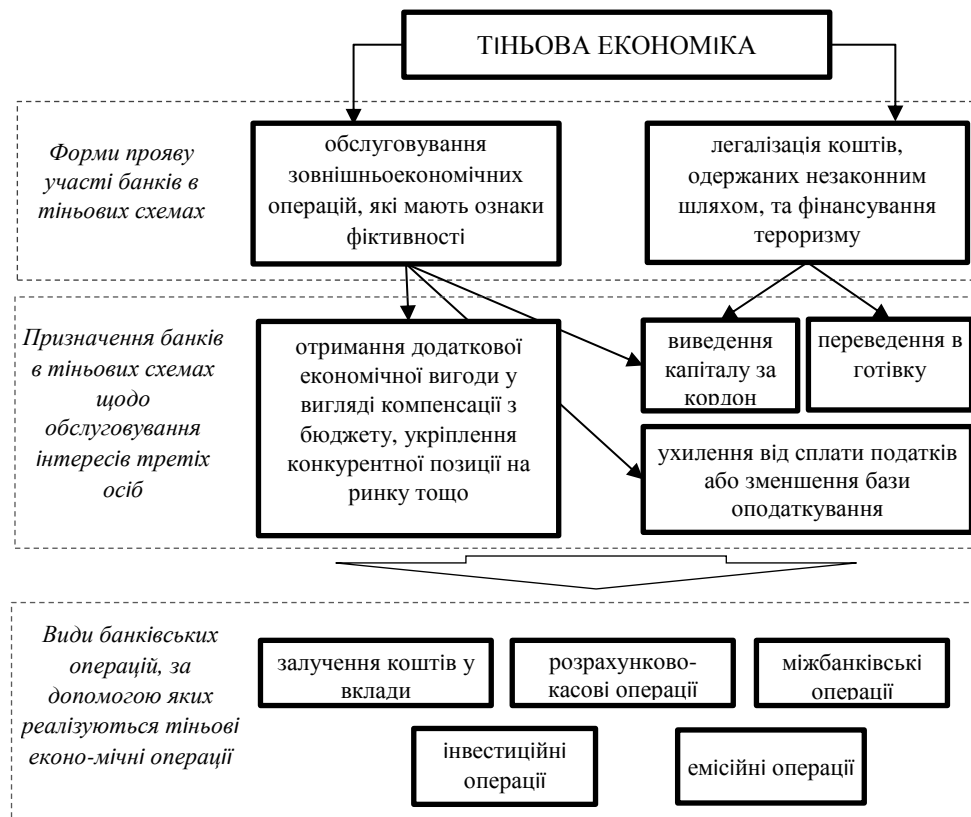 ТІНЬОВА ЕКОНОМІКА
Форми прояву
участі банків в
тіньових схемах
обслуговування
зовнішньоекономічних
операцій, які мають ознаки
фіктивності
легалізація коштів,
одержаних незаконним
шляхом, та фінансування
тероризму
Призначення банків
в тіньових схемах
щодо
обслуговування
інтересів третіх
осіб
отримання додаткової
економічної вигоди у
вигляді компенсації з
бюджету, укріплення
конкурентної позиції на
ринку тощо
виведення
капіталу за
кордон
переведення в
готівку
ухилення від сплати податків
або зменшення бази
оподаткування
Види банківських
операцій, за
допомогою яких
реалізуються тіньові
еконо-мічні операції
залучення коштів у
вклади
розрахунково-
касові операції
міжбанківські
операції
інвестиційні
операції
емісійні операції